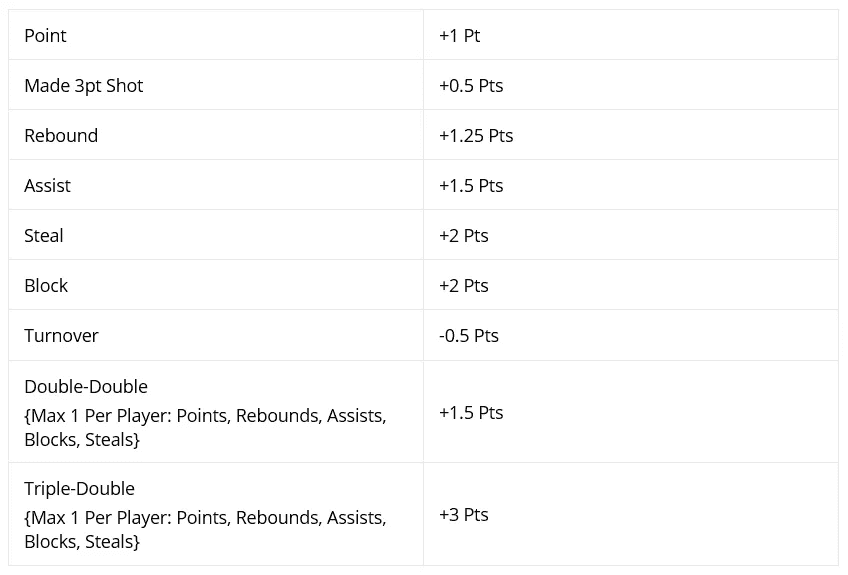 Point +1 Pt
Made 3pt Shot +0.5 Pts
Rebound +1.25 Pts
Assist +1.5 Pts
Steal +2 Pts
Block +2 Pts
Turnover -0.5 Pts
Double-Double
{Max 1 Per Player: Points, Rebounds, Assists,
Blocks, Steals}
+1.5 Pts
Triple-Double
{Max 1 Per Player: Points, Rebounds, Assists,
Blocks, Steals}
+3 Pts